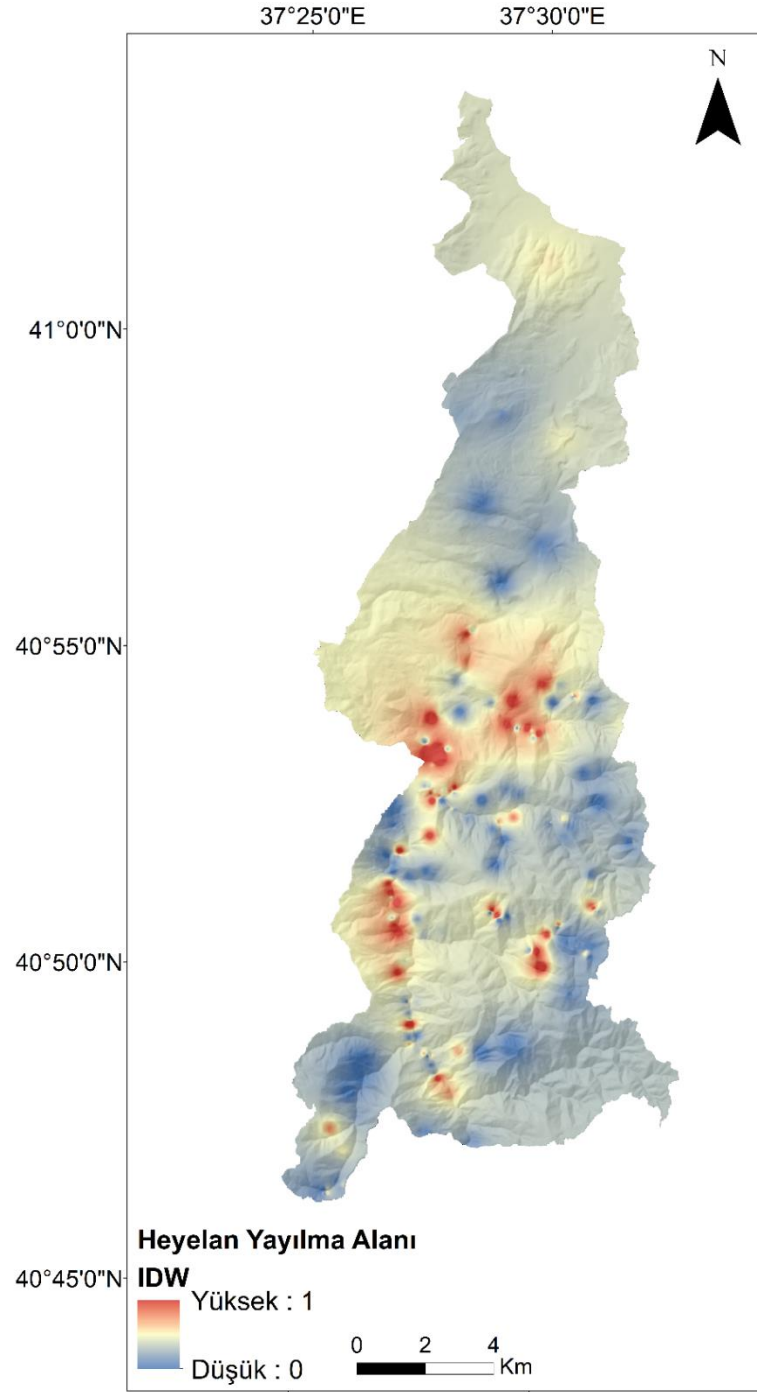 37°25'0"E 37°30'0"E
N
41°0'0"N
40°55'0"N
40°50'0"N
40°45'0"N
Heyelan Yayılma Alanı
IDW
Yüksek : 1
Düşük : 0
0 2 4
Km